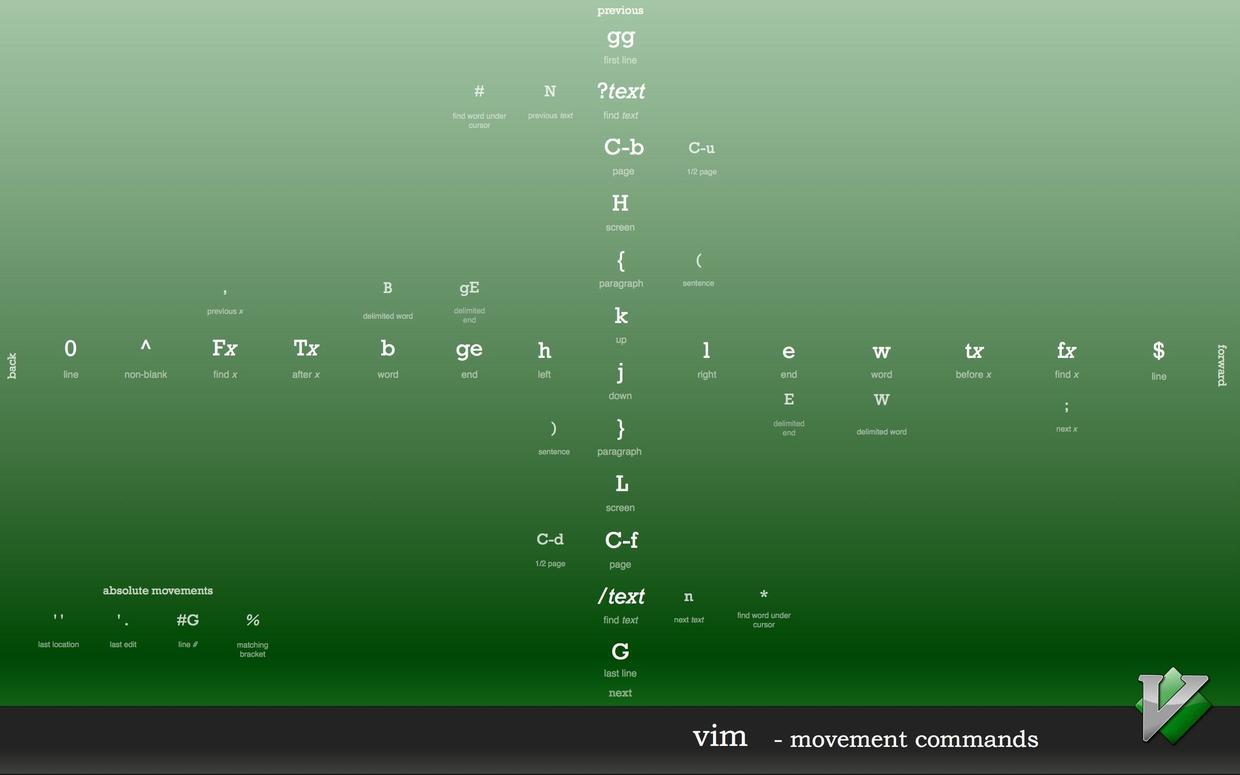 previous
gg
first line
# N ?text
find word under previous text find text
cursor
C-b C-u
page 1/2 page
H
screen
{ (
paragraph sentence
, B gE
previous x delimited word delimited
end
k
up
back 0 ^ Fx Tx b ge h l e w tx fx $ forward
line non-blank find x after x word end left right end word before x find x line
j
down
E W ;
delimited delimited word next x
end
) }
sentence paragraph
L
screen
C-d C-f
1/2 page page
absolute movements
/text n *
find text next text find word under
cursor
'' '. #G %
last location last edit line # matching
bracket
G
last line
next
vim - movement commands